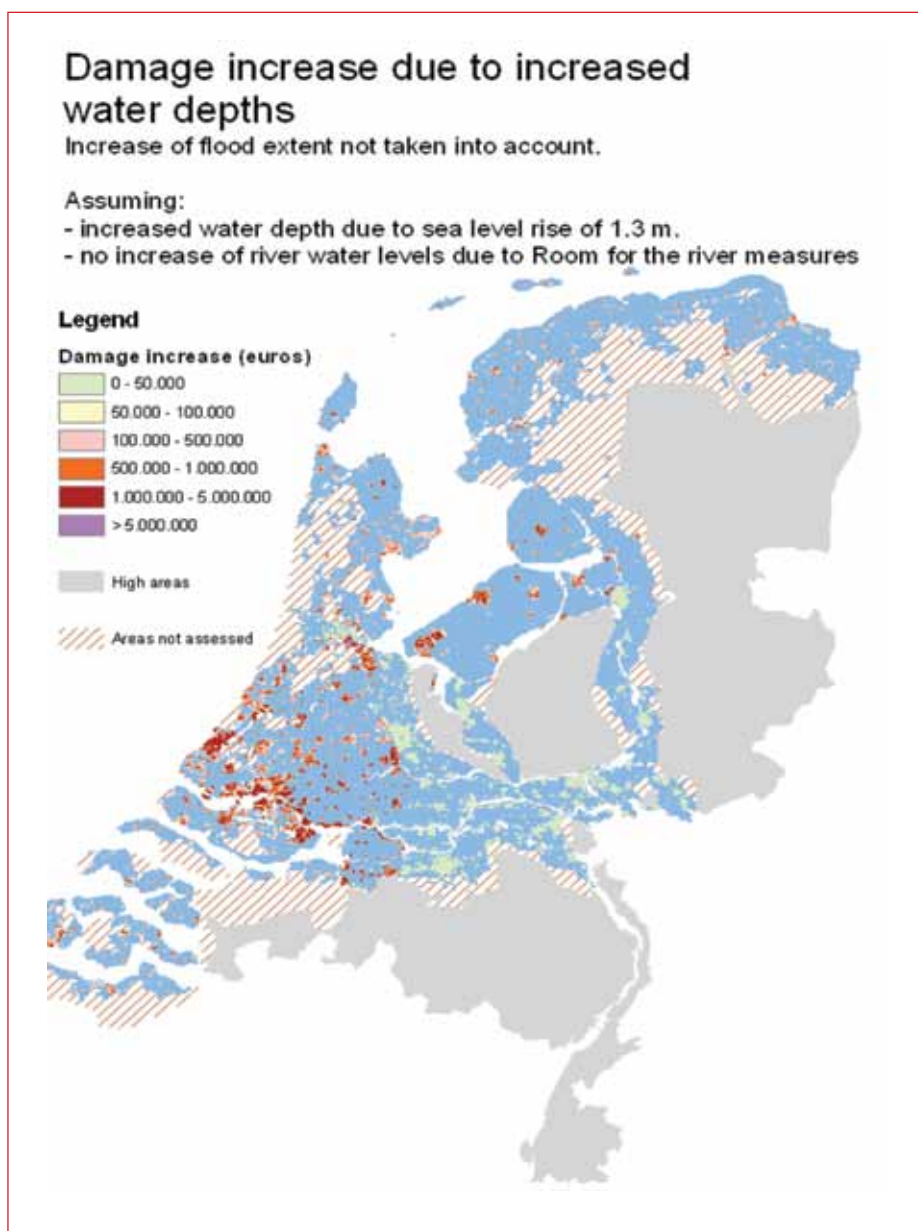 Damage increase due to increased
water depths
Increase of flood extent not taken into account.
Assuming:
- increased water depth due to sea level rise of 1.3 m.
- no increase of river water levels due to Room for the river measures
Legend
Damage increase (euros)
0 - 50.000
50.000 - 100.000
100.000 - 500.000
500.000 - 1.000.000
1.000.000 - 5.000.000
> 5.000.000
High areas
Areas not assessed